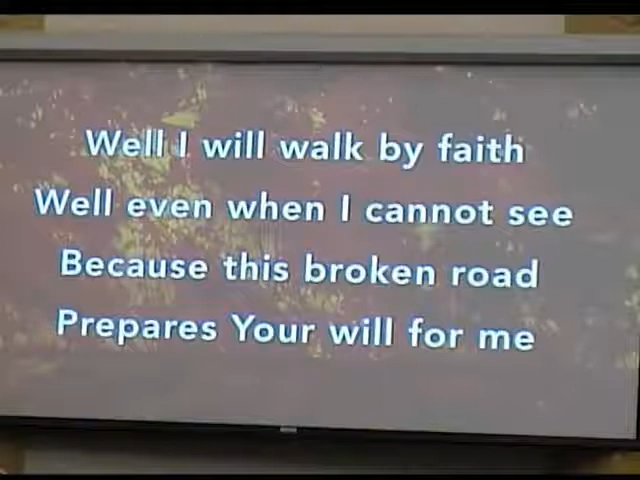 Well I will walk by faith
Well even when I cannot see
Because this broken road
Prepares Your will for me